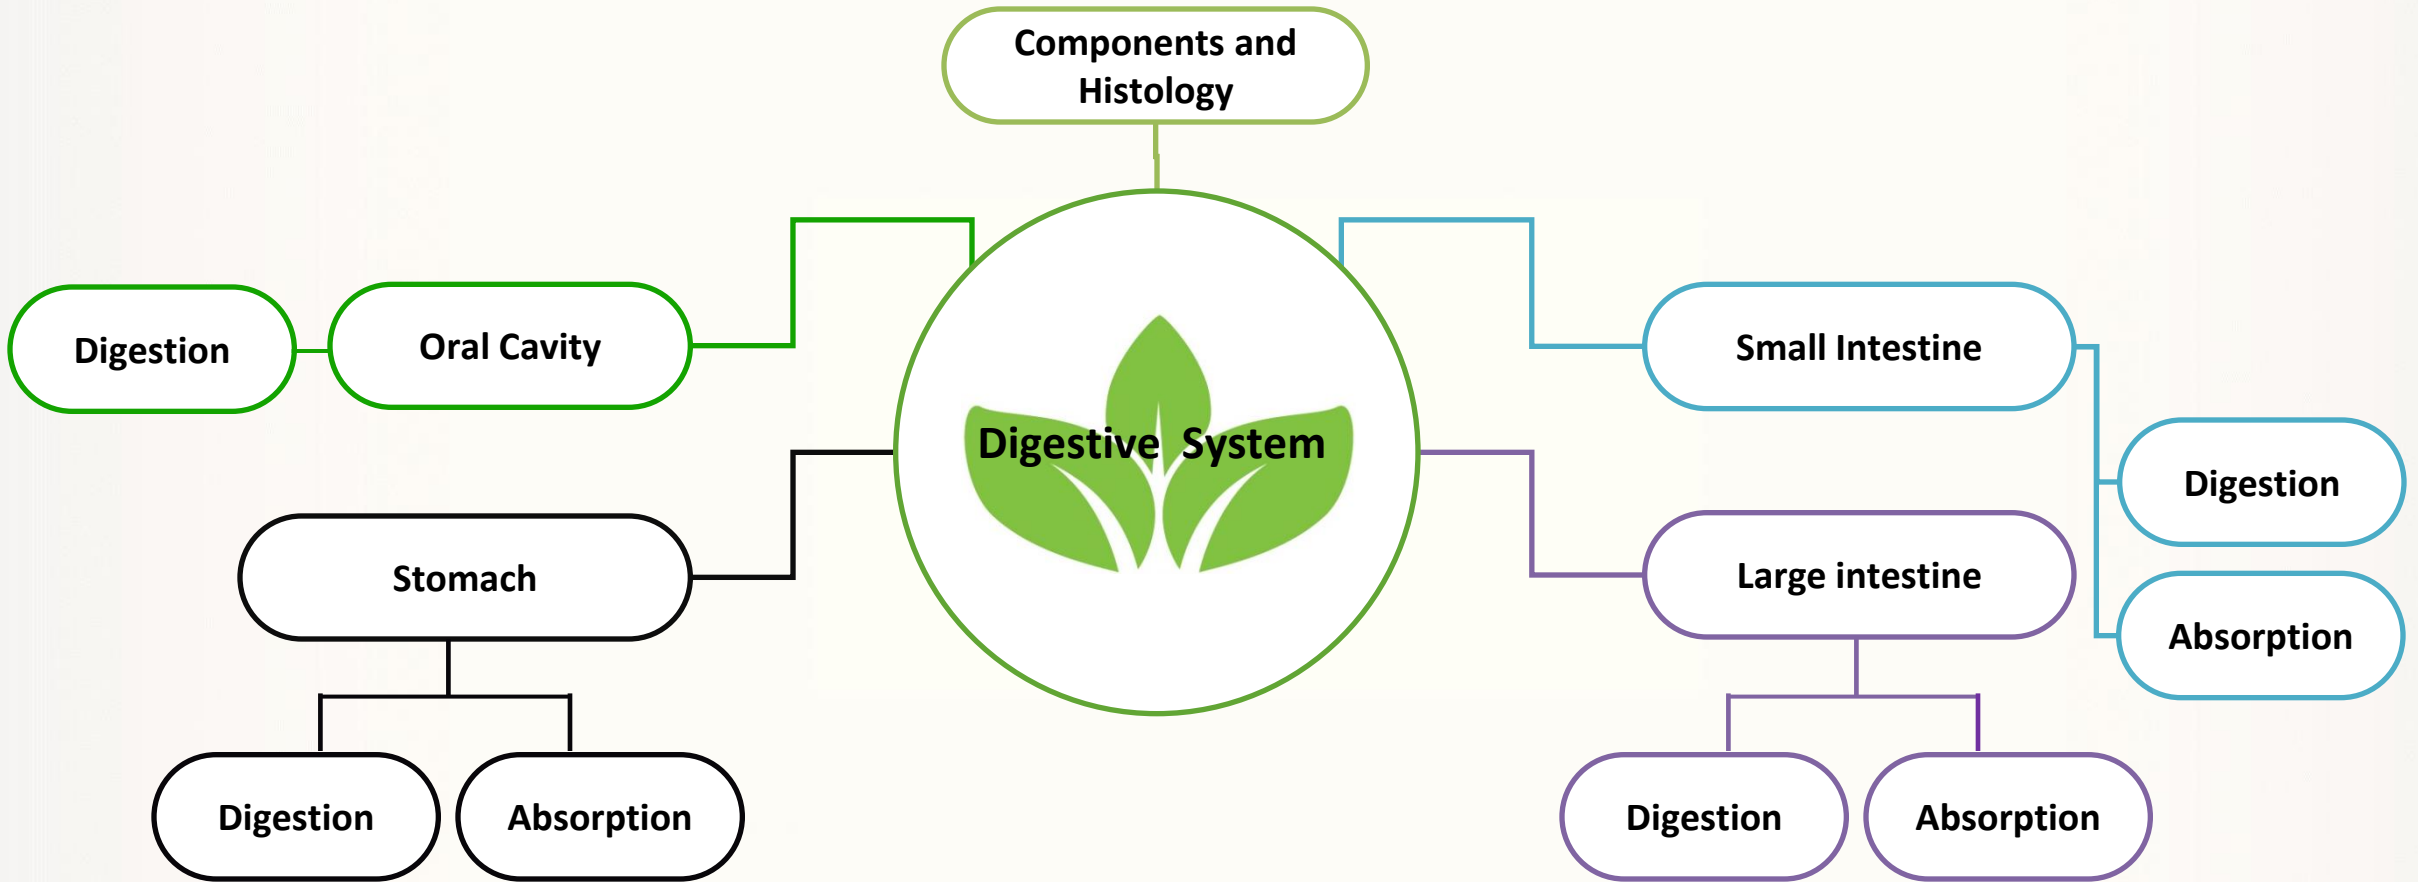 Components and
Histology
Digestion
Oral Cavity
Small Intestine
Digestive System
Digestion
Stomach
Large intestine
Absorption
Digestion
Absorption
Digestion
Absorption